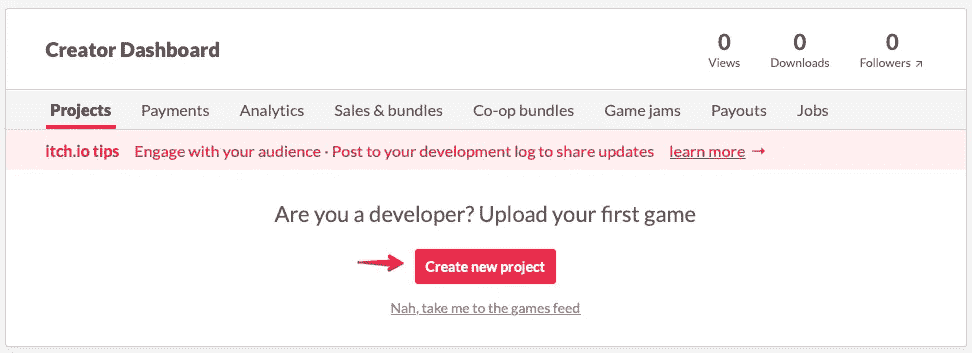 Creator Dashboard
0 0 0
Views Downloads Followers ↗
Projects Payments Analytics Sales & bundles Co-op bundles Game jams Payouts Jobs
itch.io tips Engage with your audience · Post to your development log to share updates learn more →
Are you a developer? Upload your first game
Create new project
Nah, take me to the games feed